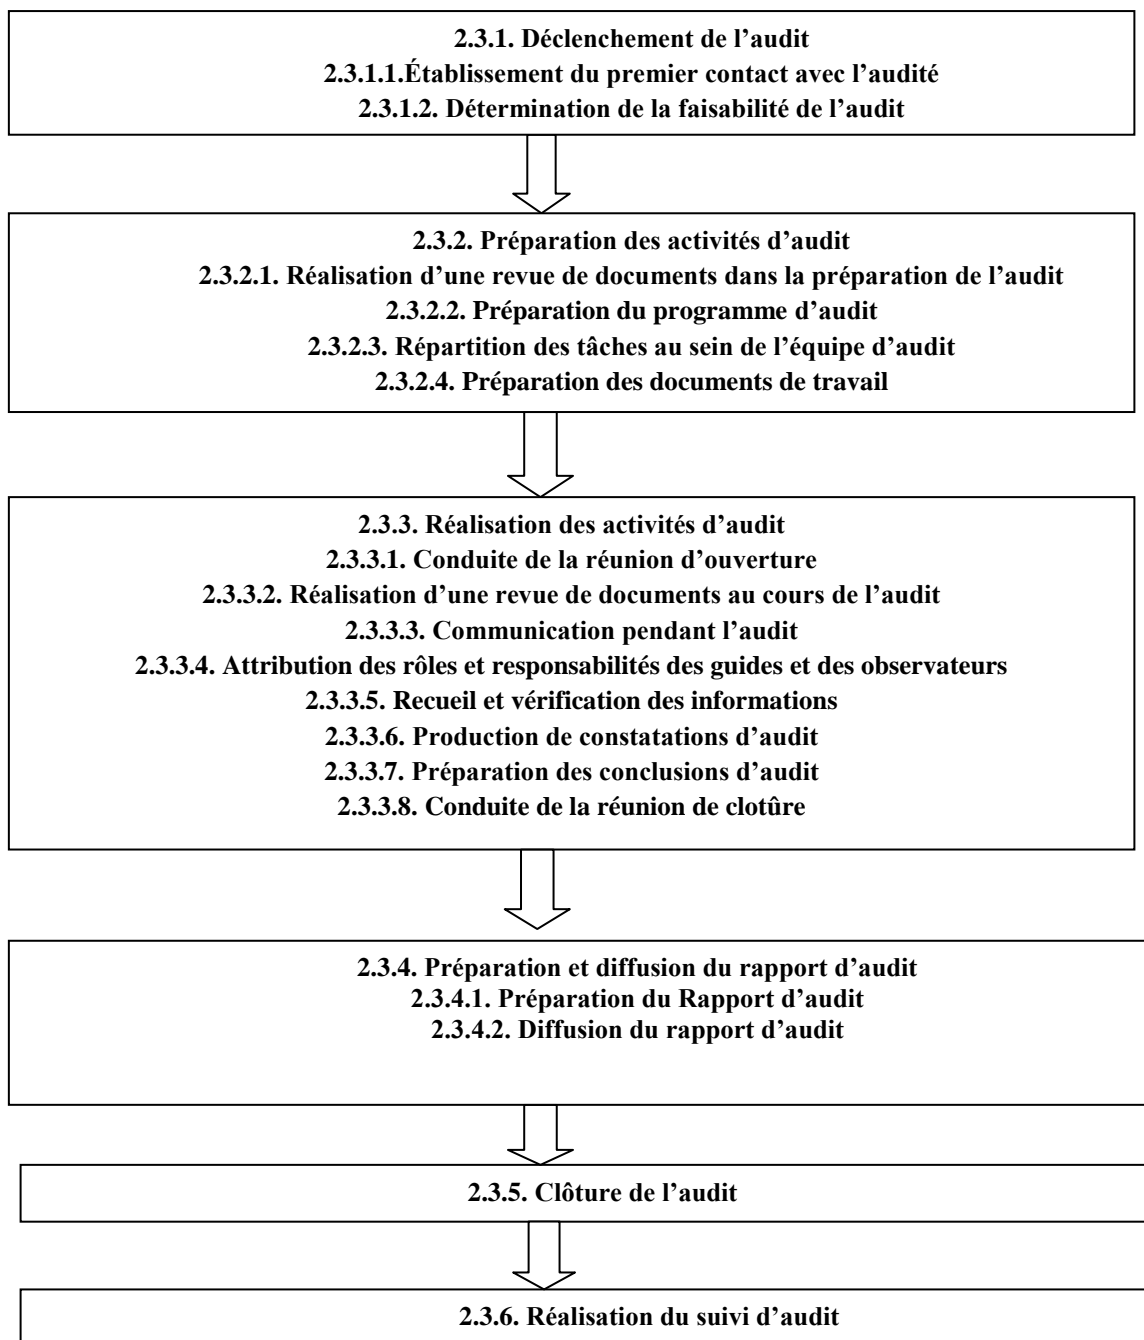 2.3.1. Déclenchement de l’audit
2.3.1.1.Établissement du premier contact avec l’audité
2.3.1.2. Détermination de la faisabilité de l’audit
2.3.2. Préparation des activités d’audit
2.3.2.1. Réalisation d’une revue de documents dans la préparation de l’audit
2.3.2.2. Préparation du programme d’audit
2.3.2.3. Répartition des tâches au sein de l’équipe d’audit
2.3.2.4. Préparation des documents de travail
2.3.3. Réalisation des activités d’audit
2.3.3.1. Conduite de la réunion d’ouverture
2.3.3.2. Réalisation d’une revue de documents au cours de l’audit
2.3.3.3. Communication pendant l’audit
2.3.3.4. Attribution des rôles et responsabilités des guides et des observateurs
2.3.3.5. Recueil et vérification des informations
2.3.3.6. Production de constatations d’audit
2.3.3.7. Préparation des conclusions d’audit
2.3.3.8. Conduite de la réunion de clotûre
2.3.4. Préparation et diffusion du rapport d’audit
2.3.4.1. Préparation du Rapport d’audit
2.3.4.2. Diffusion du rapport d’audit
2.3.5. Clôture de l’audit
2.3.6. Réalisation du suivi d’audit